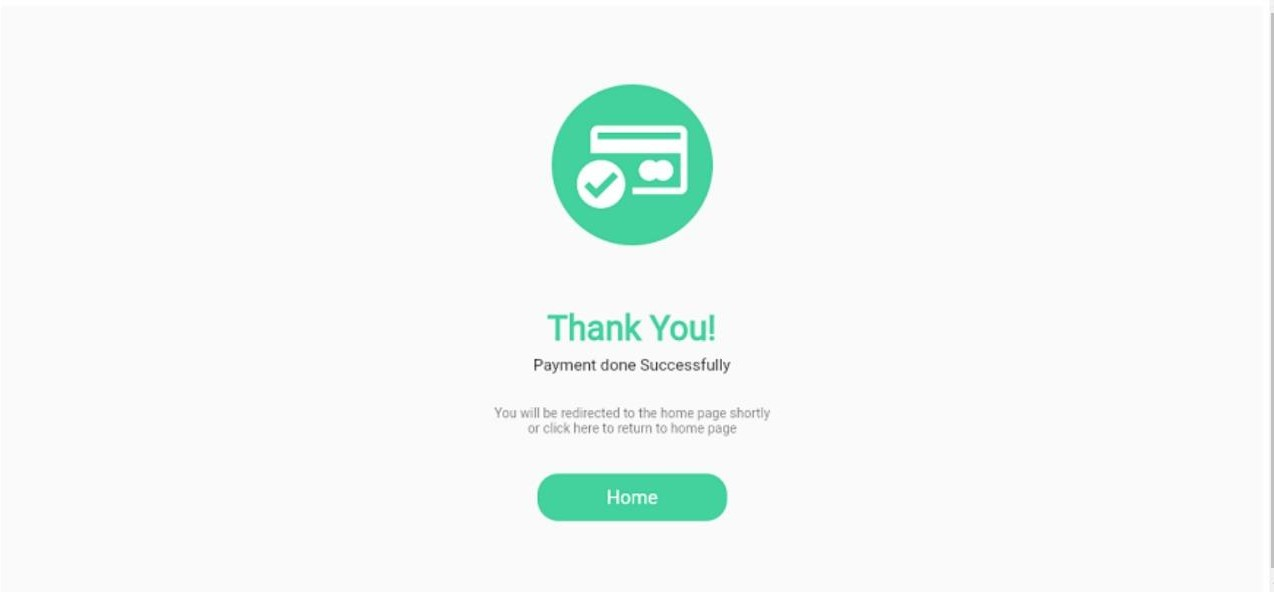 Thank You!
Payment done Successfully
You will be redirected to the home page shortly
or click here to return to home page
Home